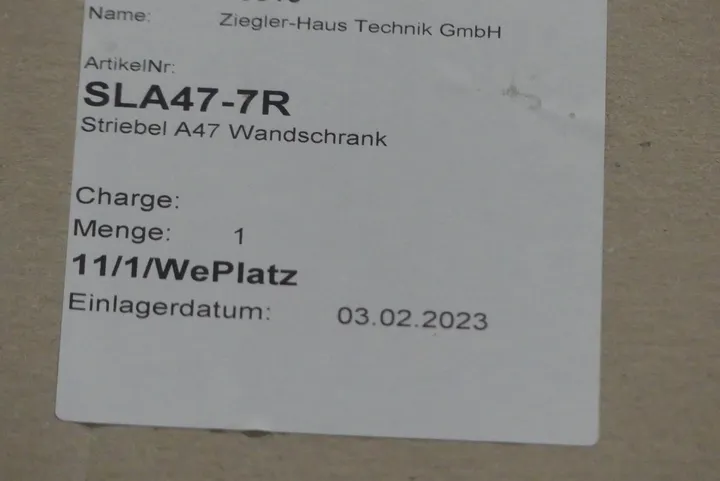 Name: Ziegler-Haus Technik GmbH
ArtikelNr:
SLA47-7R
Striebel A47 Wandschrank
Charge:
Menge: 1
11/1/WePlatz
Einlagerdatum: 03.02.2023